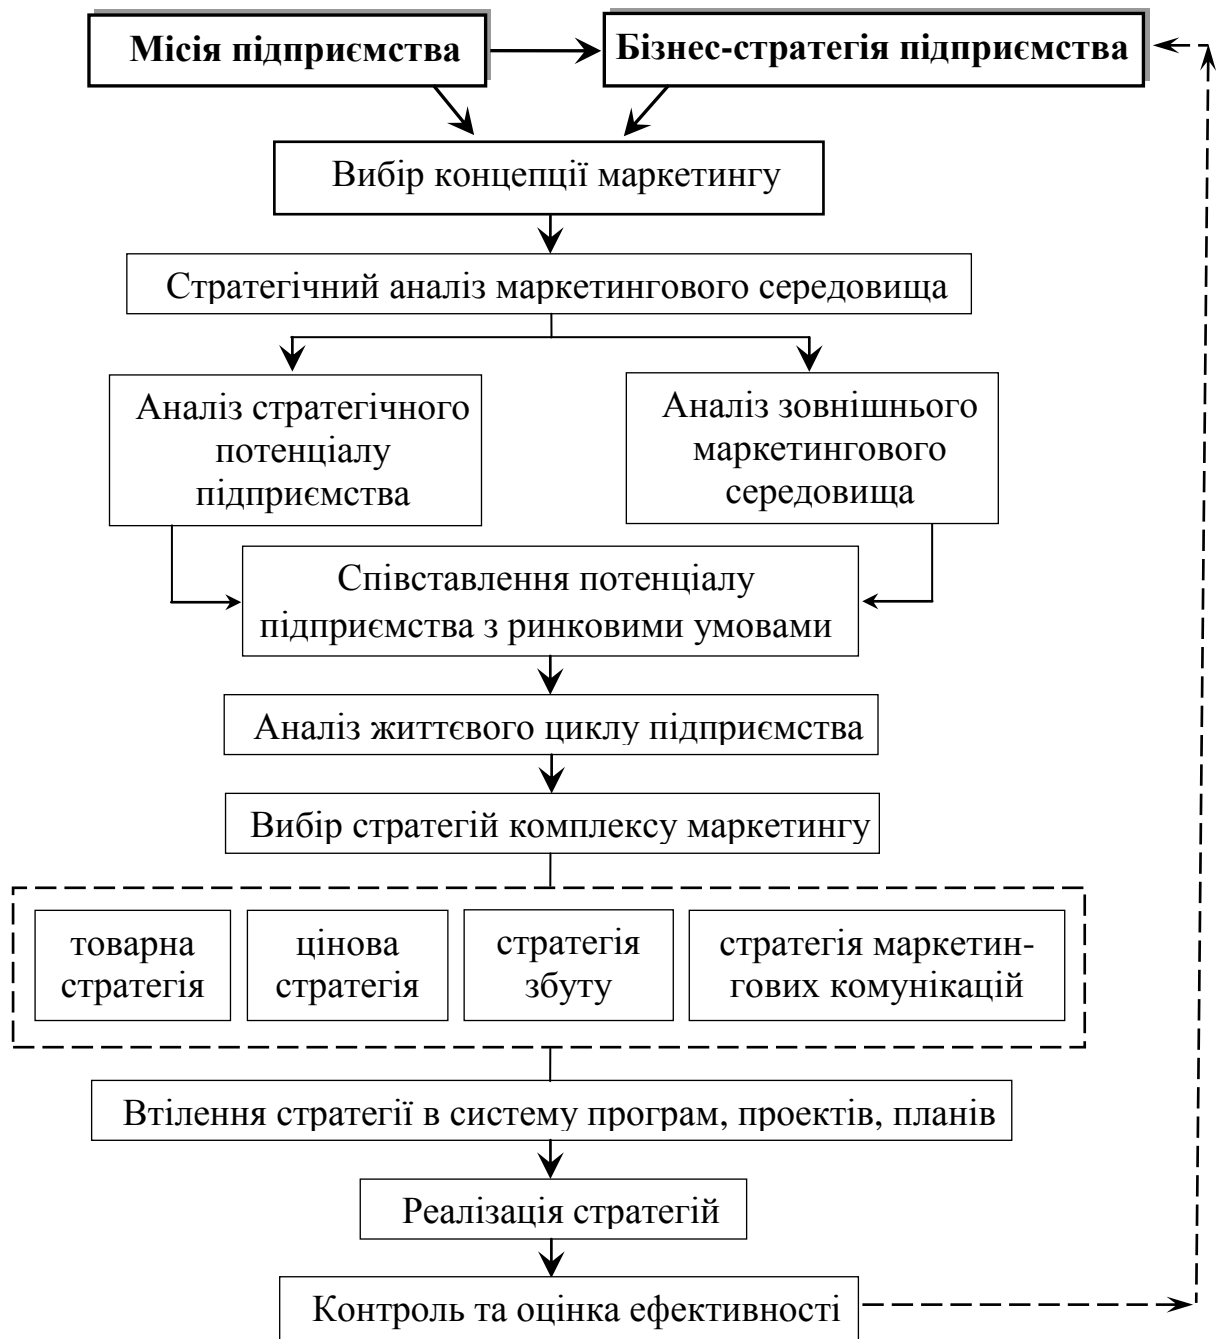 Місія підприємства
Бізнес-стратегія підприємства
Вибір концепції маркетингу
Стратегічний аналіз маркетингового середовища
Аналіз стратегічного
потенціалу
підприємства
Аналіз зовнішнього
маркетингового
середовища
Співставлення потенціалу
підприємства з ринковими умовами
Аналіз життєвого циклу підприємства
Вибір стратегій комплексу маркетингу
товарна
стратегія
цінова
стратегія
стратегія
збуту
стратегія маркетин-
гових комунікацій
Втілення стратегії в систему програм, проектів, планів
Реалізація стратегій
Контроль та оцінка ефективності